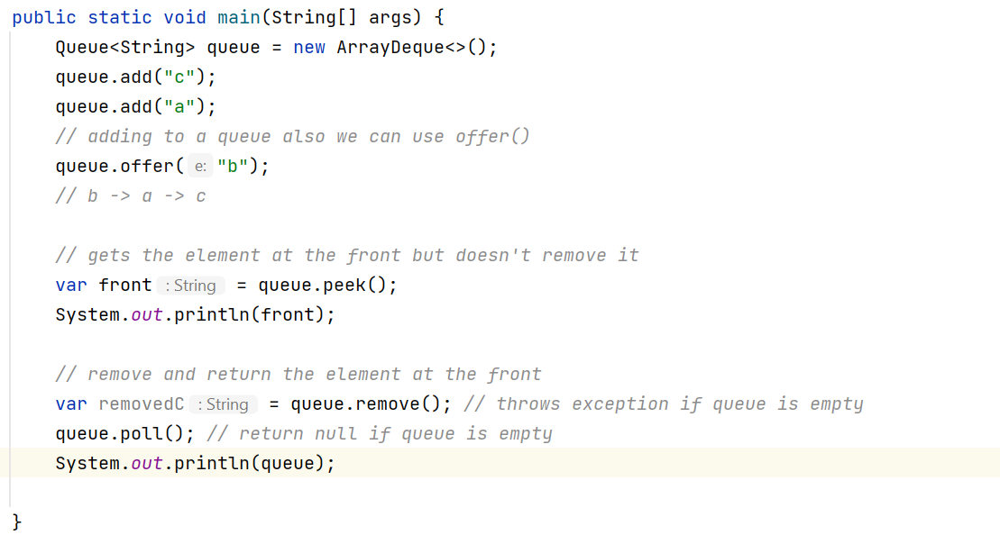 public static void main(String[] args) {
    Queue<String> queue = new ArrayDeque<>();
    queue.add("c");
    queue.add("a");
    // adding to a queue also we can use offer()
    queue.offer( e: "b");
    // b -> a -> c

    // gets the element at the front but doesn't remove it
    var front : String = queue.peek();
    System.out.println(front);

    // remove and return the element at the front
    var removedC : String = queue.remove(); // throws exception if queue is empty
    queue.poll(); // return null if queue is empty
    System.out.println(queue);

}